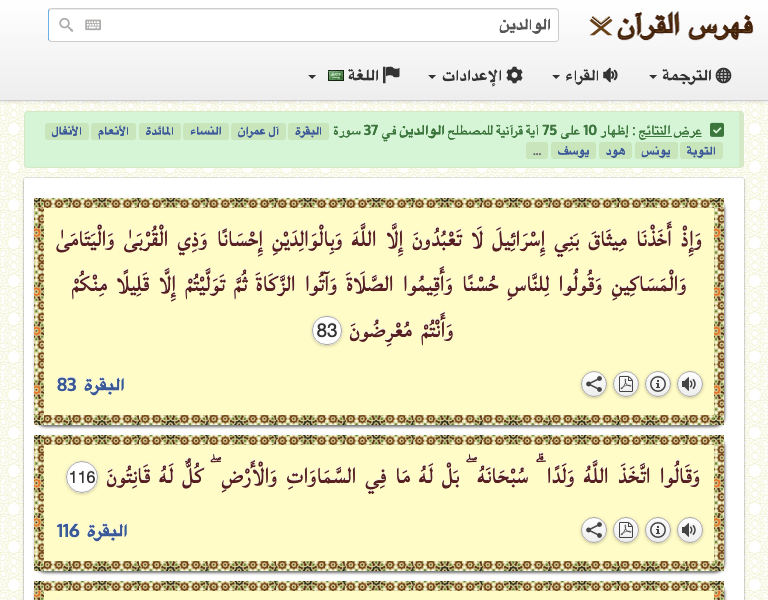 فهرس القرآن
الوالدين
الترجمة القراء الإعدادات اللغة
عرض النتائج : إظهار 10 على 75 آية قرآنية للمصطلح الوالدين في 37 سورة البقرة آل عمران النساء المائدة الأنعام الأنفال
التوبة يونس هود يوسف ...
وَإِذْ أَخَذْنَا مِيثَاقَ بَنِي إِسْرَائِيلَ لَا تَعْبُدُونَ إِلَّا اللَّهَ وَبِالْوَالِدَيْنِ إِحْسَانًا وَذِي الْقُرْبَىٰ وَالْيَتَامَىٰ
وَالْمَسَاكِينِ وَقُولُوا لِلنَّاسِ حُسْنًا وَأَقِيمُوا الصَّلَاةَ وَآتُوا الزَّكَاةَ ثُمَّ تَوَلَّيْتُمْ إِلَّا قَلِيلًا مِنْكُمْ
وَأَنْتُمْ مُعْرِضُونَ 83
البقرة 83
وَقَالُوا اتَّخَذَ اللَّهُ وَلَدًا ۗ سُبْحَانَهُ ۖ بَلْ لَهُ مَا فِي السَّمَاوَاتِ وَالْأَرْضِ ۖ كُلٌّ لَهُ قَانِتُونَ 116
البقرة 116